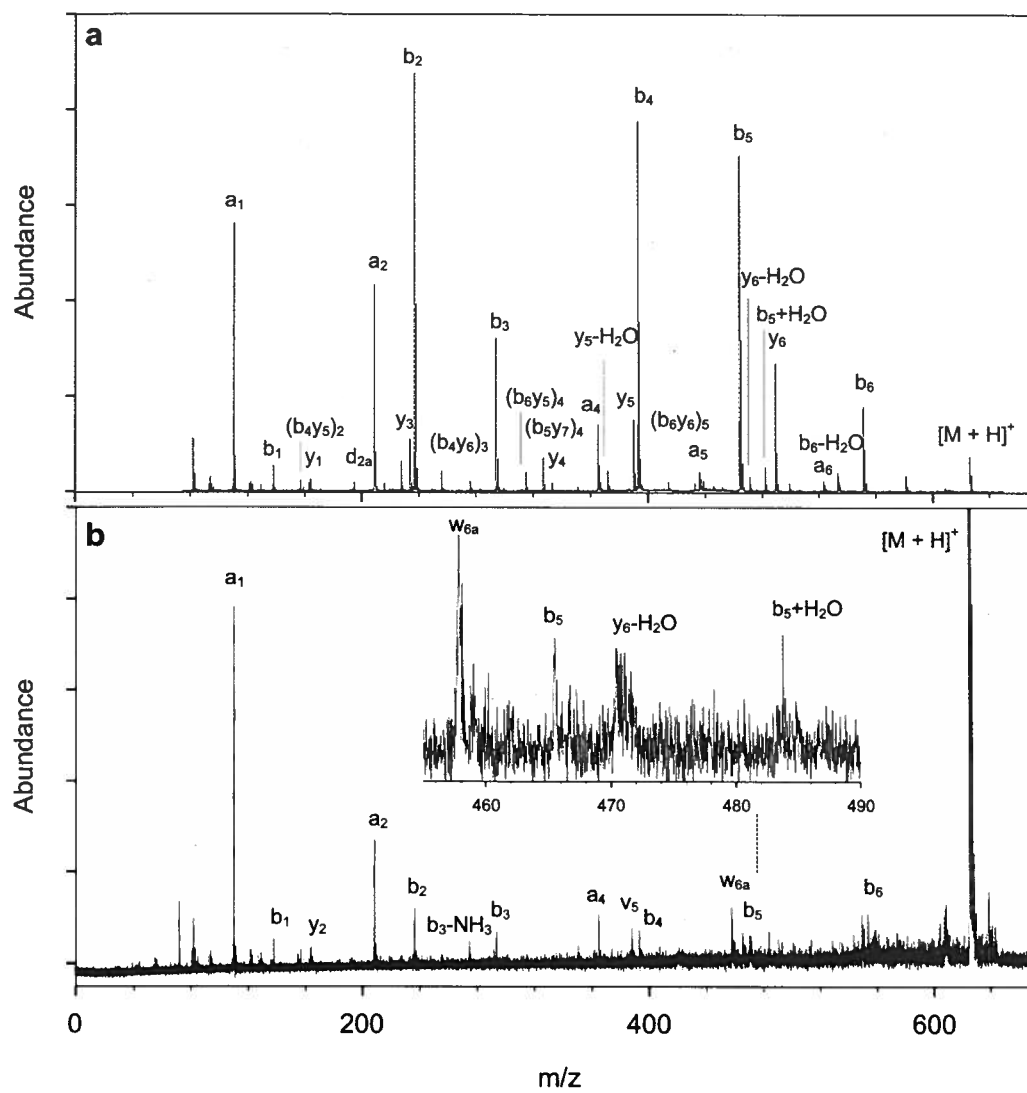 a
b₂
b₄
b₅
a₁
a₂
y₆-H₂O
b₅+H₂O
b₃
y₅-H₂O
y₆
(b₆y₅)₄
a₄
y₅
b₆
(b₄y₅)₂
y₃
(b₅y₇)₄
(b₆y₆)₅
b₁
y₁
d₂ₐ
(b₄y₆)₃
y₄
a₅
b₆-H₂O
a₆
[M + H]⁺
Abundance
b
w₆ₐ
[M + H]⁺
a₁
b₅
y₆-H₂O
b₅+H₂O
460 470 480 490
a₂
b₂
w₆ₐ
b₁
y₂
b₃-NH₃
b₃
a₄
v₅
b₄
b₅
b₆
Abundance
0 200 400 600
m/z